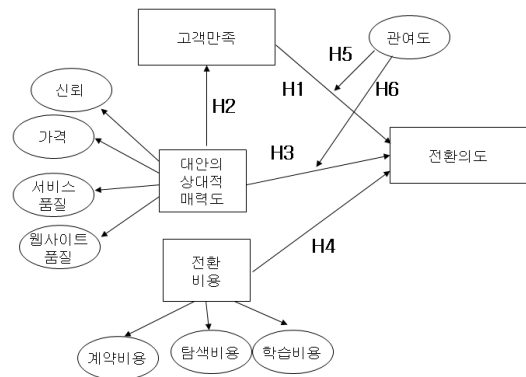 고객만족
관여도
H5
H1
H6
신뢰
H2
가격
대안의
상대적
매력도
H3
전환의도
서비스
품질
웹사이트
품질
전환
비용
H4
계약비용
탐색비용
학습비용